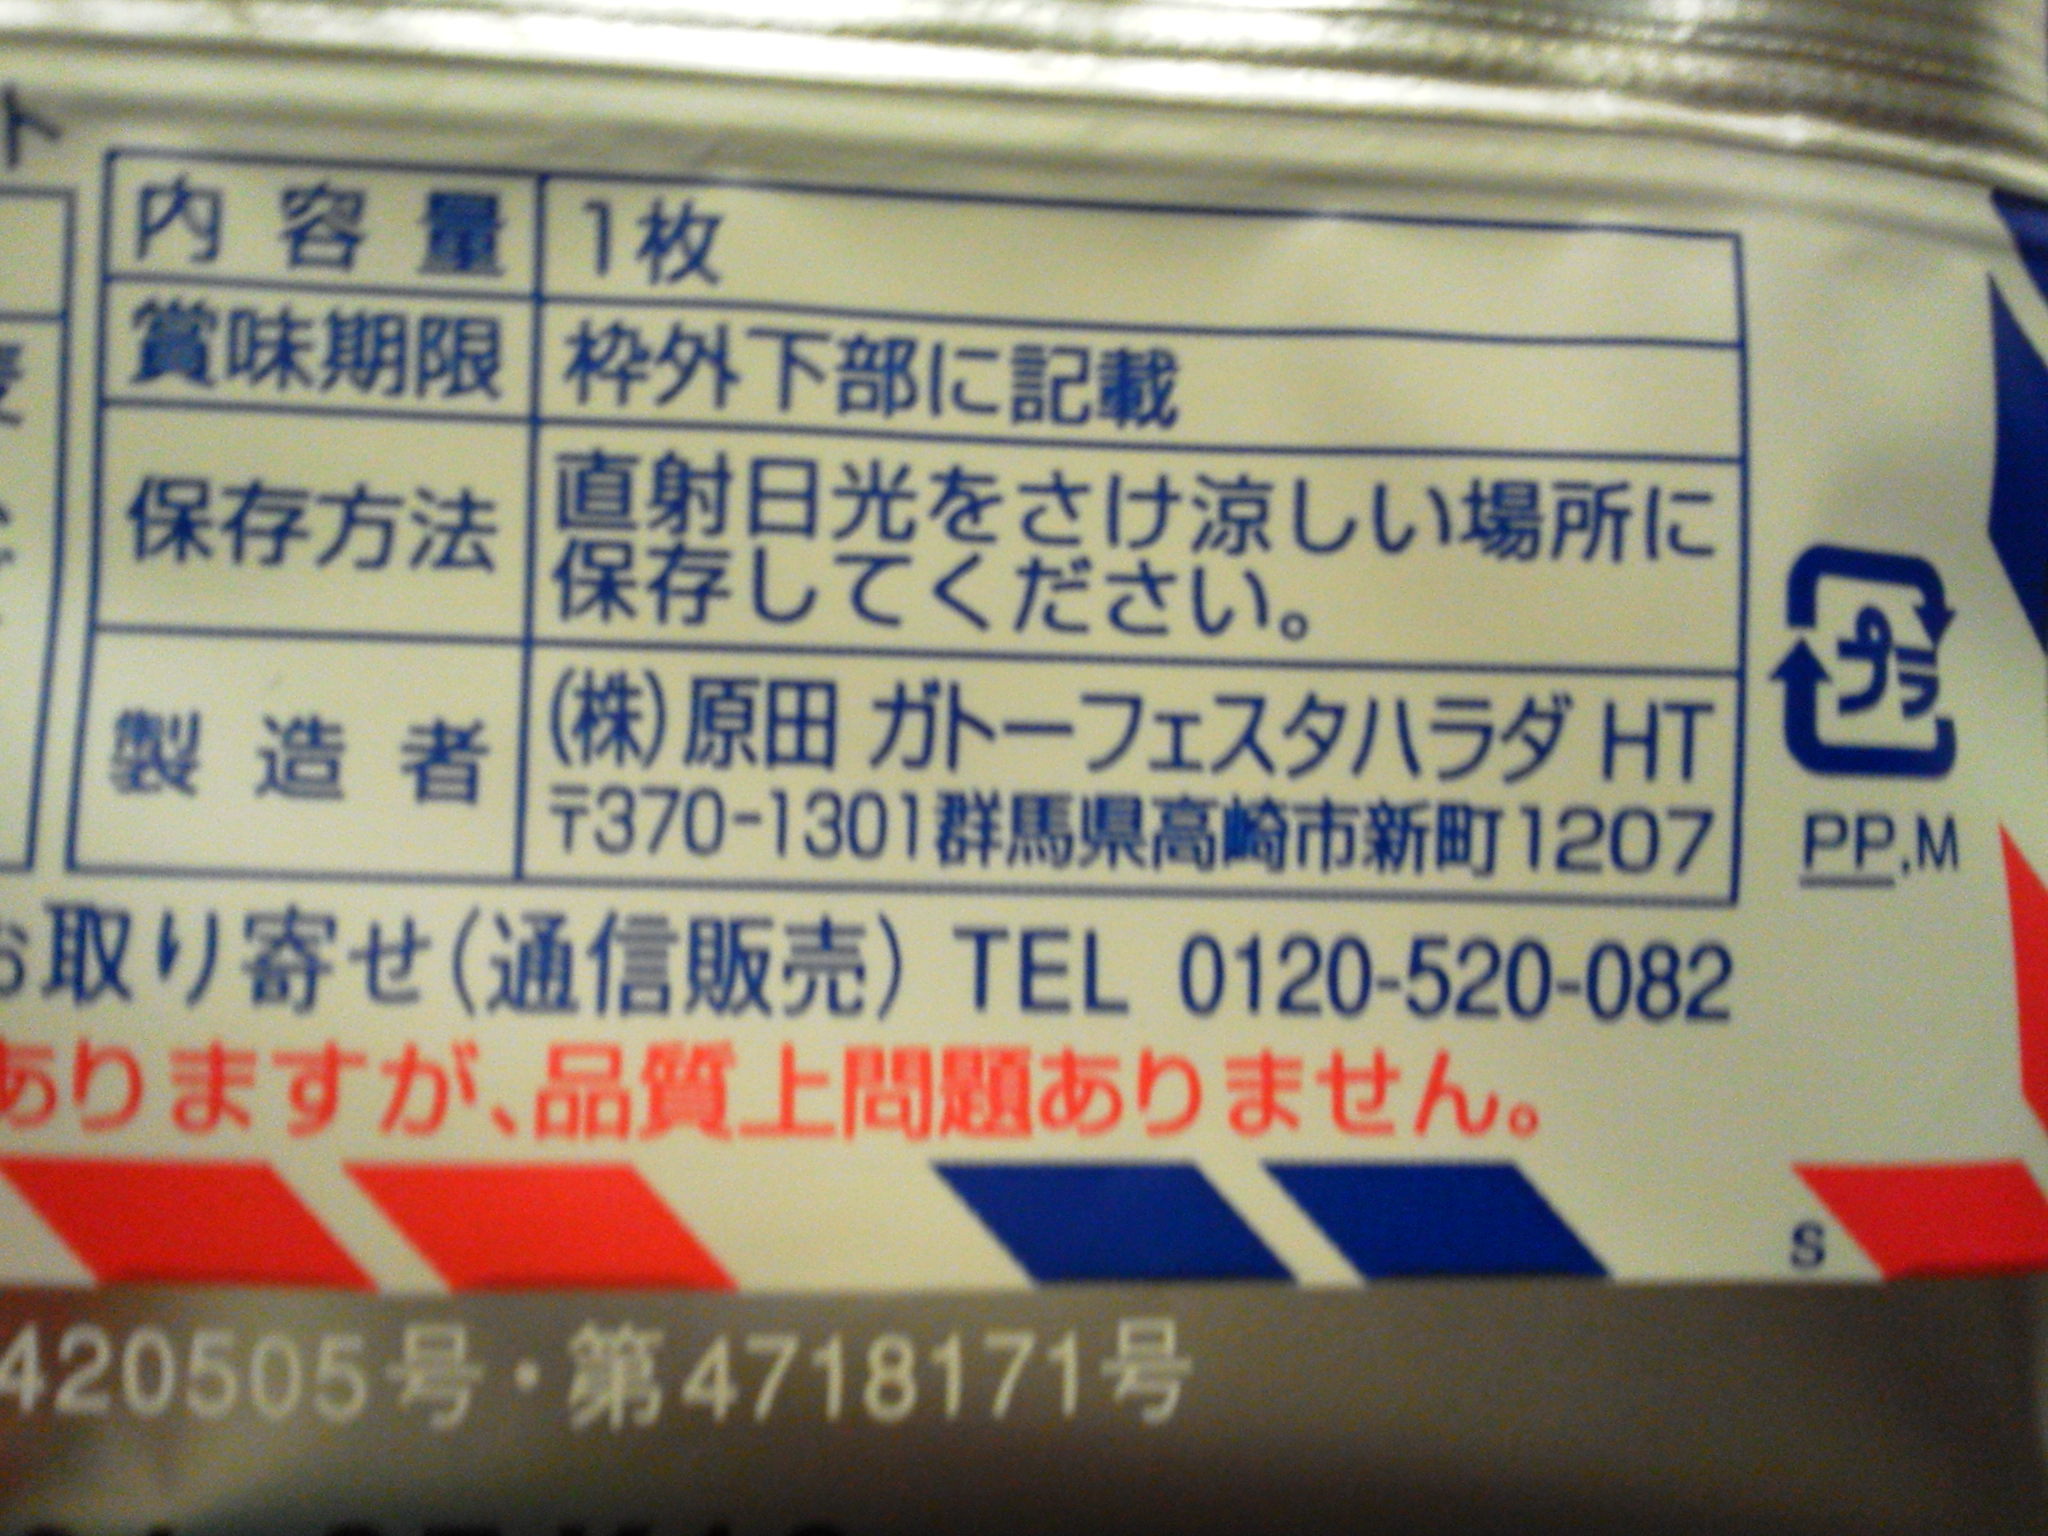 ト
内容量 1枚
賞味期限 枠外下部に記載
保存方法 直射日光をさけ涼しい場所に
保存してください。
製造者 (株)原田 ガトーフェスタハラダ HT
〒370-1301群馬県高崎市新町1207
プラ
PP,M
お取り寄せ(通信販売) TEL 0120-520-082
ありますが、品質上問題ありません。
S
420505号・第4718171号